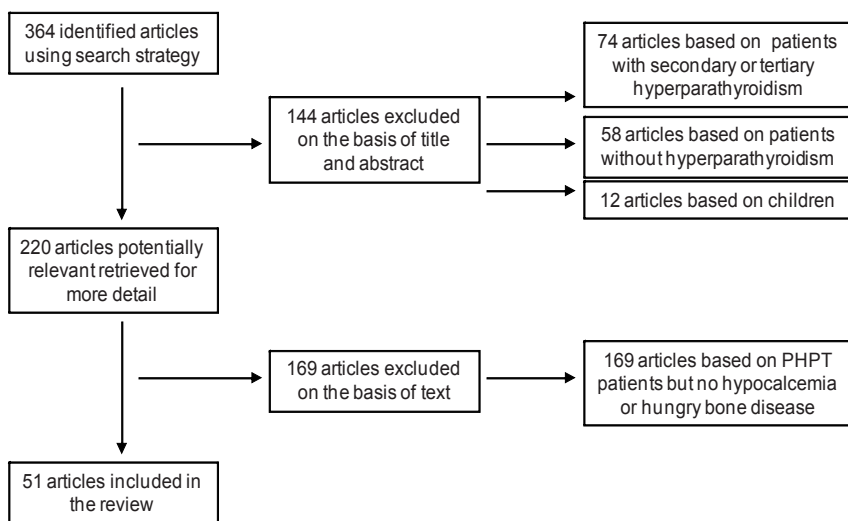 364 identified articles
using search strategy
74 articles based on patients
with secondary or tertiary
hyperparathyroidism
144 articles excluded
on the basis of title
and abstract
58 articles based on patients
without hyperparathyroidism
12 articles based on children
220 articles potentially
relevant retrieved for
more detail
169 articles excluded
on the basis of text
169 articles based on PHPT
patients but no hypocalcemia
or hungry bone disease
51 articles included in
the review